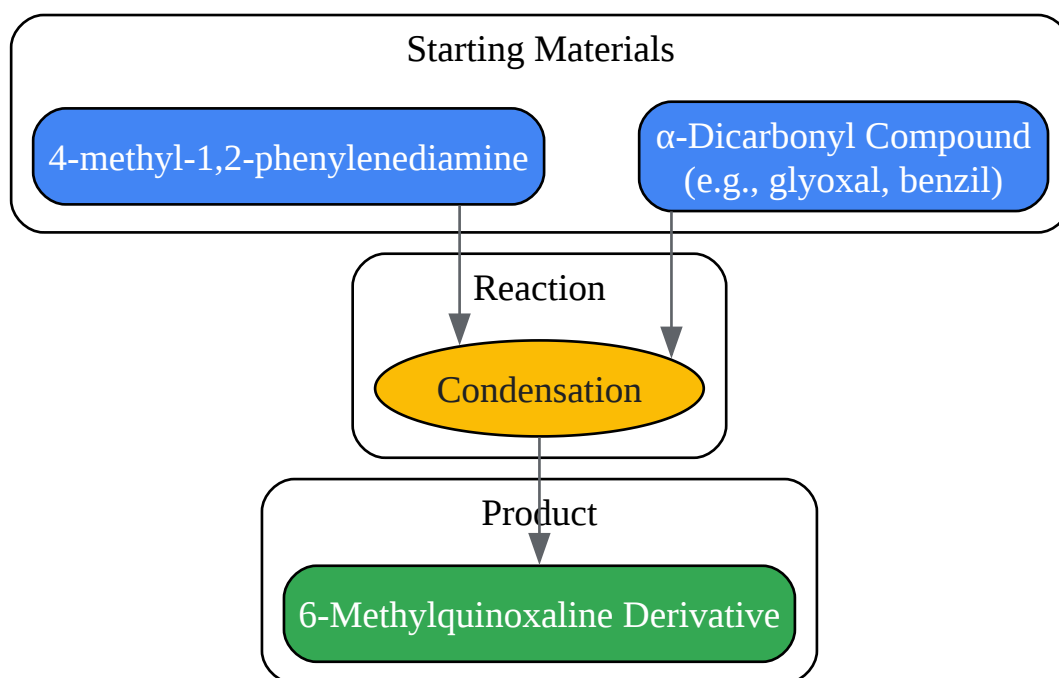 Starting Materials
4-methyl-1,2-phenylenediamine
α-Dicarbonyl Compound
(e.g., glyoxal, benzil)
Reaction
Condensation
Product
6-Methylquinoxaline Derivative